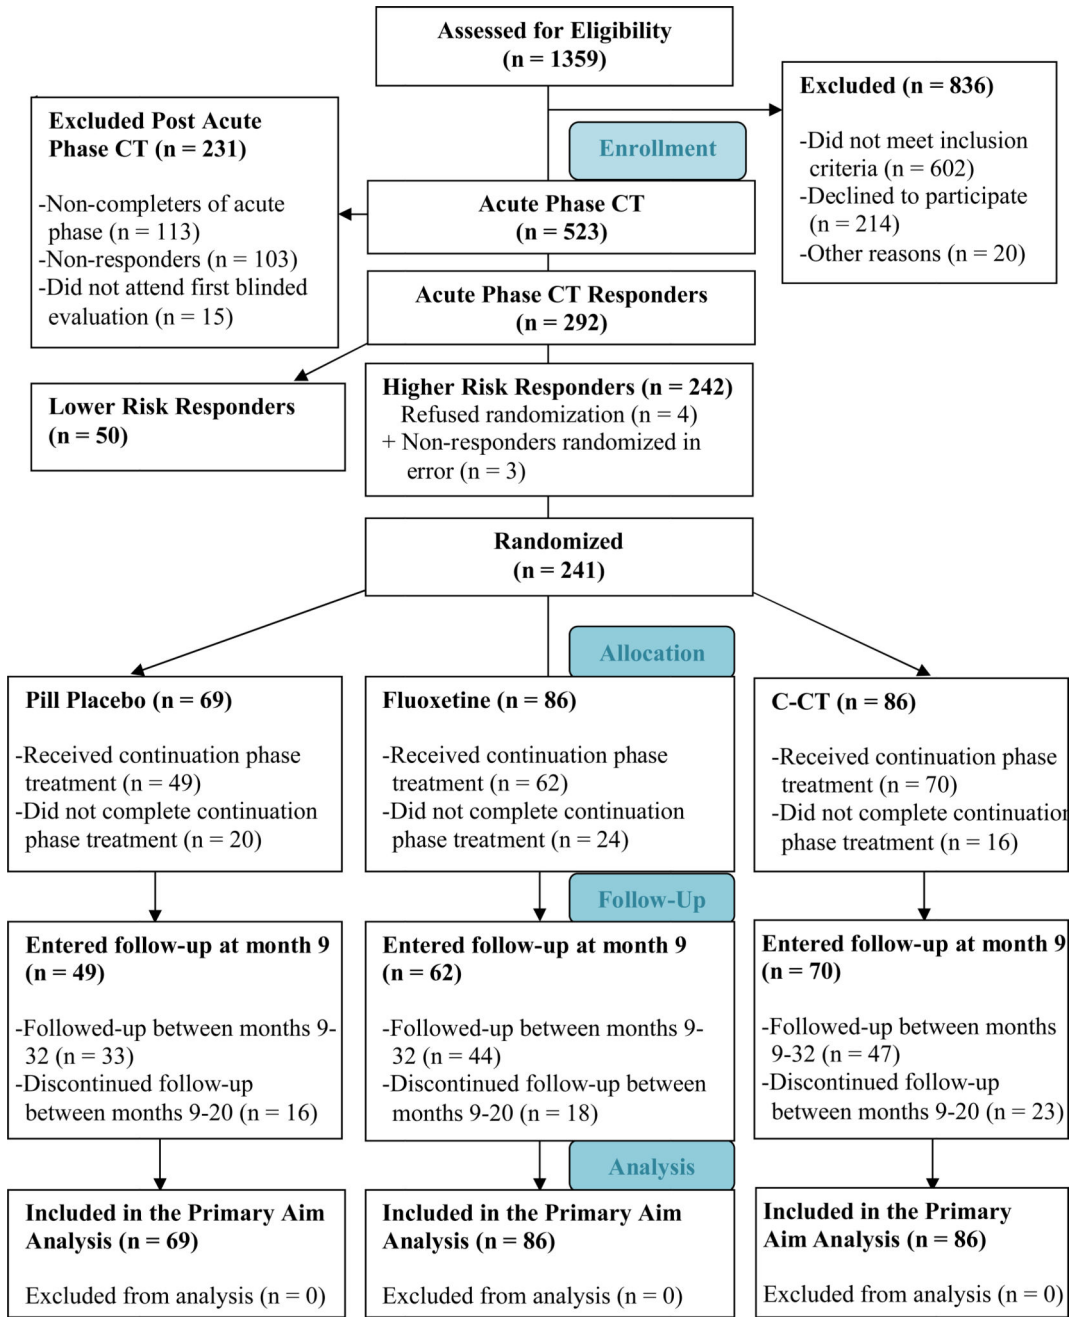 Assessed for Eligibility
(n = 1359)
Excluded (n = 836)
-Did not meet inclusion
criteria (n = 602)
-Declined to participate
(n = 214)
-Other reasons (n = 20)
Enrollment
Excluded Post Acute
Phase CT (n = 231)
-Non-completers of acute
phase (n = 113)
-Non-responders (n = 103)
-Did not attend first blinded
evaluation (n = 15)
Acute Phase CT
(n = 523)
Acute Phase CT Responders
(n = 292)
Lower Risk Responders
(n = 50)
Higher Risk Responders (n = 242)
Refused randomization (n = 4)
+ Non-responders randomized in
error (n = 3)
Randomized
(n = 241)
Allocation
Pill Placebo (n = 69)
-Received continuation phase
treatment (n = 49)
-Did not complete continuation
phase treatment (n = 20)
Fluoxetine (n = 86)
-Received continuation phase
treatment (n = 62)
-Did not complete continuation
phase treatment (n = 24)
C-CT (n = 86)
-Received continuation phase
treatment (n = 70)
-Did not complete continuation
phase treatment (n = 16)
Follow-Up
Entered follow-up at month 9
(n = 49)
-Followed-up between months 9-
32 (n = 33)
-Discontinued follow-up
between months 9-20 (n = 16)
Entered follow-up at month 9
(n = 62)
-Followed-up between months 9-
32 (n = 44)
-Discontinued follow-up between
months 9-20 (n = 18)
Entered follow-up at month 9
(n = 70)
-Followed-up between months
9-32 (n = 47)
-Discontinued follow-up
between months 9-20 (n = 23)
Analysis
Included in the Primary Aim
Analysis (n = 69)
Excluded from analysis (n = 0)
Included in the Primary Aim
Analysis (n = 86)
Excluded from analysis (n = 0)
Included in the Primary
Aim Analysis (n = 86)
Excluded from analysis (n = 0)